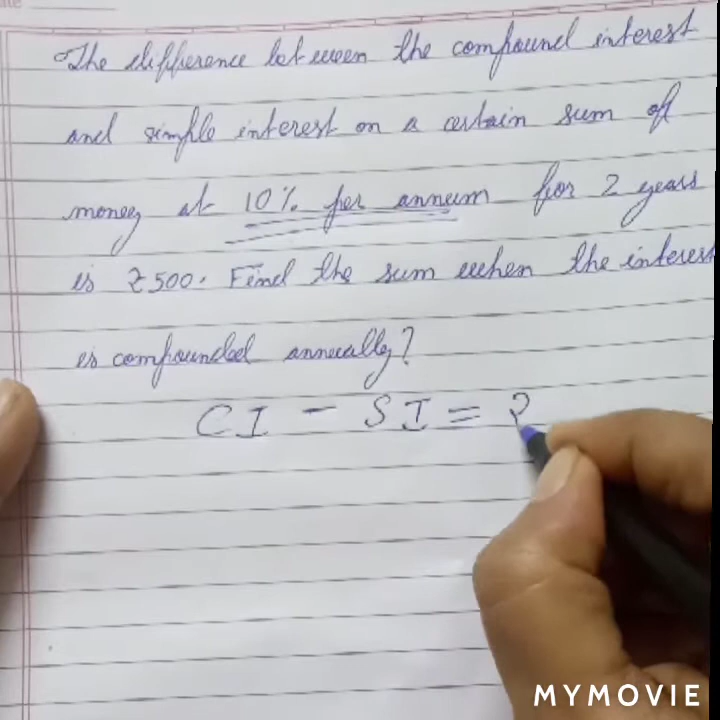 The difference between the compound interest
and simple interest on a certain sum of
money at 10% per annum for 2 years
is ₹500. Find the sum when the interest
is compounded annually?
CI - SI = ?
MYMOVIE